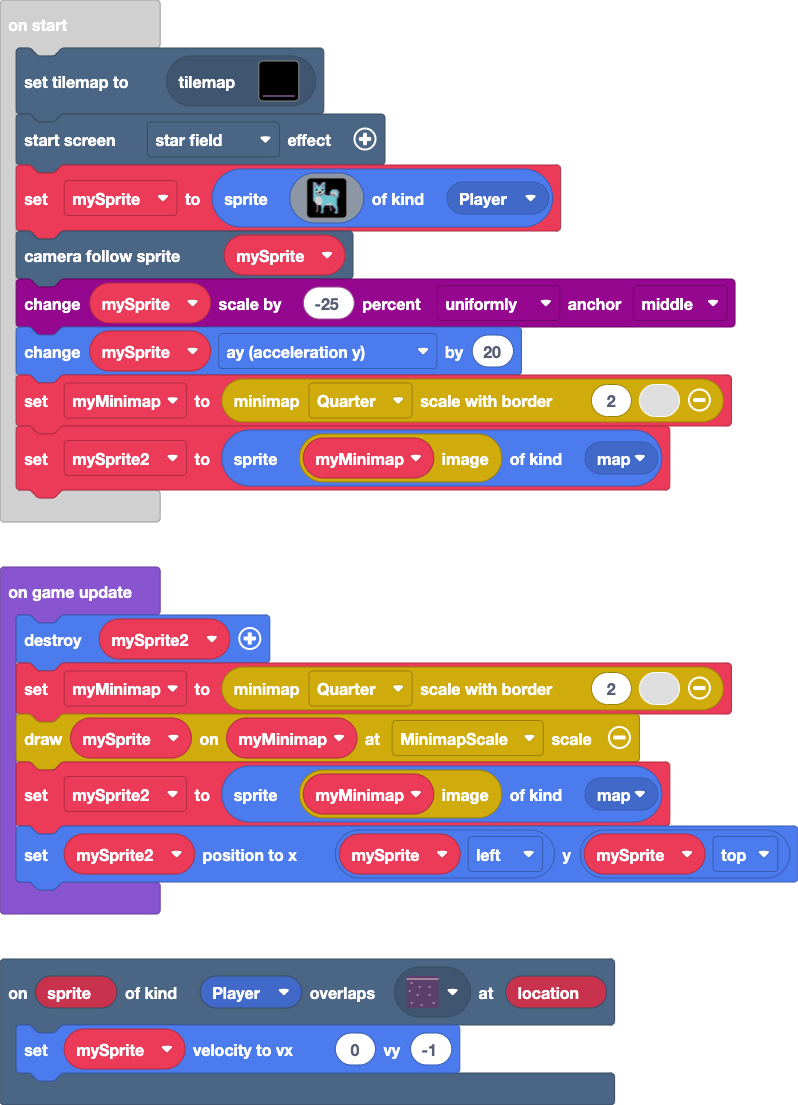 on start
set tilemap to tilemap
start screen star field effect
set mySprite to sprite of kind Player
camera follow sprite mySprite
change mySprite scale by -25 percent uniformly anchor middle
change mySprite ay (acceleration y) by 20
set myMinimap to minimap Quarter scale with border 2
set mySprite2 to sprite myMinimap image of kind map
on game update
destroy mySprite2
set myMinimap to minimap Quarter scale with border 2
draw mySprite on myMinimap at MinimapScale scale
set mySprite2 to sprite myMinimap image of kind map
set mySprite2 position to x mySprite left y mySprite top
on sprite of kind Player overlaps at location
set mySprite velocity to vx 0 vy -1